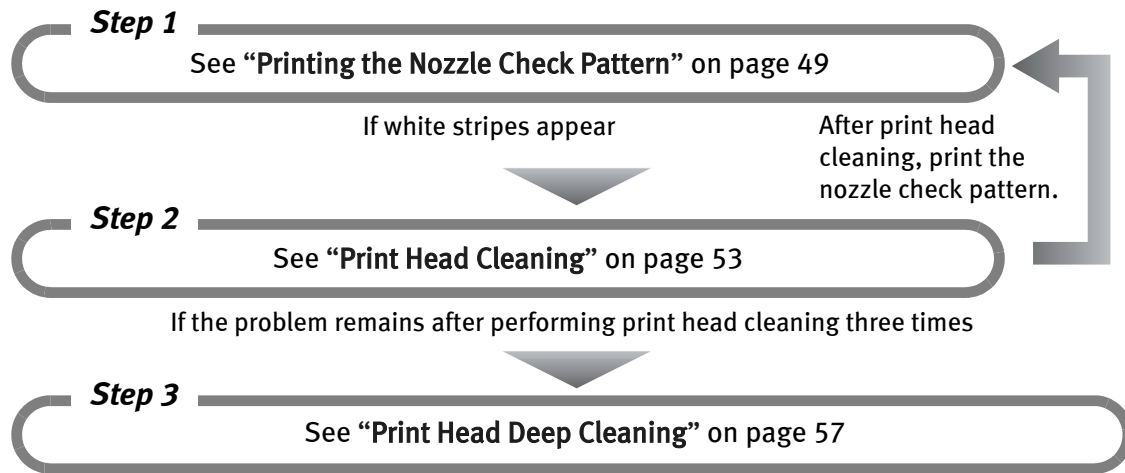 Step 1
See “Printing the Nozzle Check Pattern” on page 49
If white stripes appear
After print head
cleaning, print the
nozzle check pattern.
Step 2
See “Print Head Cleaning” on page 53
If the problem remains after performing print head cleaning three times
Step 3
See “Print Head Deep Cleaning” on page 57